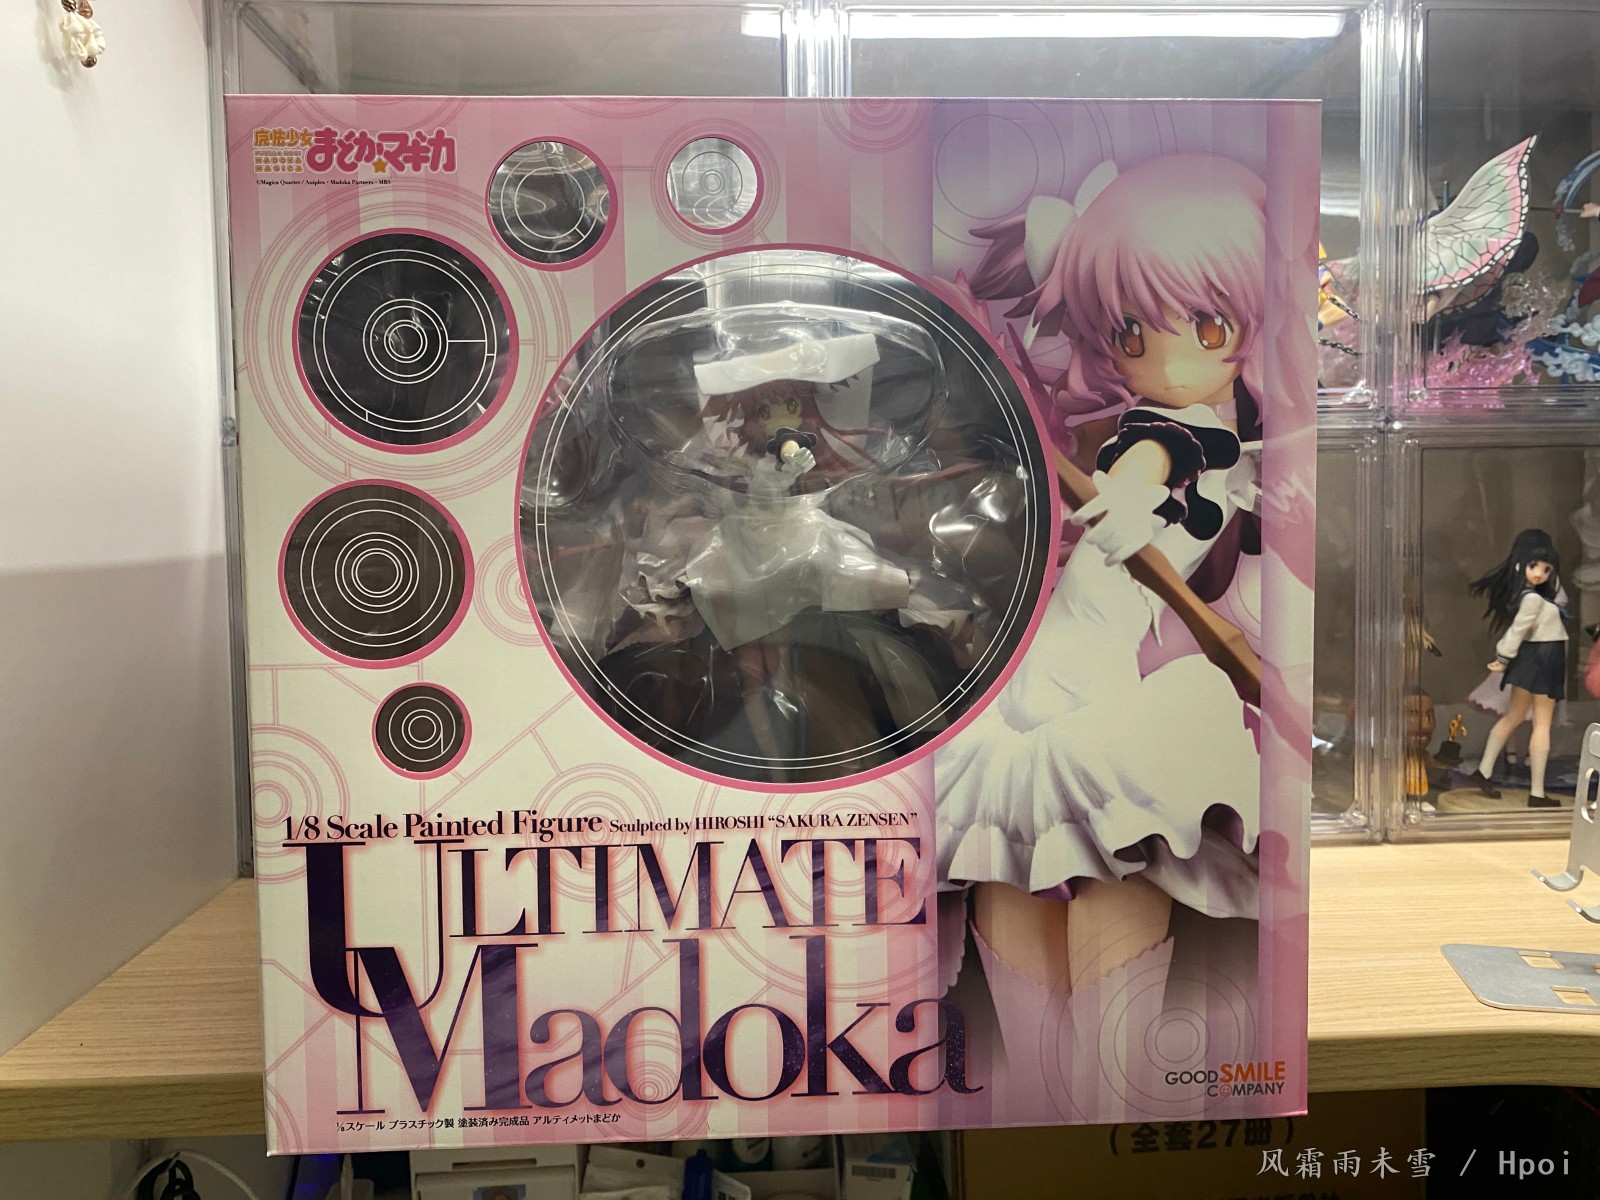 魔法少女
まどか★マギカ
PUELLA MAGI
MADOKA
MAGICA
©Magica Quartet / Aniplex・Madoka Partners・MBS
1/8 Scale Painted Figure Sculpted by HIROSHI “SAKURA ZENSEN”
ULTIMATE
Madoka
1/8スケール プラスチック製 塗装済み完成品 アルティメットまどか
GOOD SMILE
COMPANY
(全套27册)
风霜雨未雪 / Hpoi